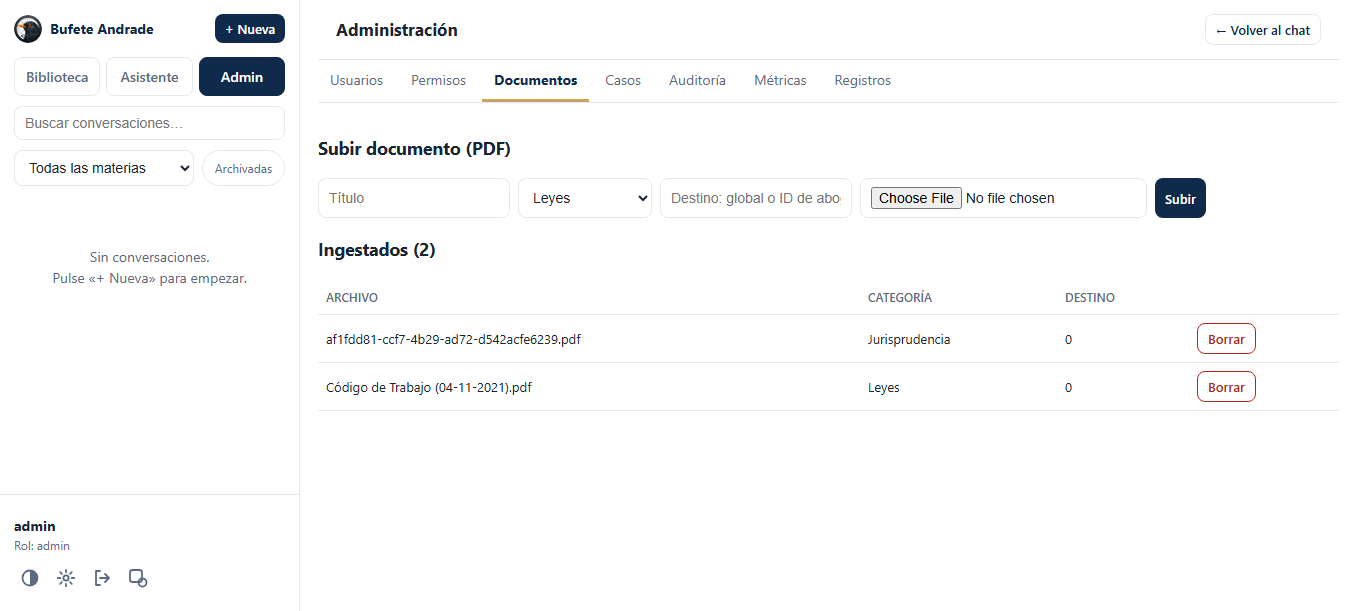 Bufete Andrade
+ Nueva
Biblioteca
Asistente
Admin
Buscar conversaciones…
Todas las materias
Archivadas
Sin conversaciones.
Pulse «+ Nueva» para empezar.
admin
Rol: admin
Administración
← Volver al chat
Usuarios Permisos Documentos Casos Auditoría Métricas Registros
Subir documento (PDF)
Título
Leyes
Destino: global o ID de abo
Choose File No file chosen
Subir
Ingestados (2)
ARCHIVO CATEGORÍA DESTINO
af1fdd81-ccf7-4b29-ad72-d542acfe6239.pdf Jurisprudencia 0 Borrar
Código de Trabajo (04-11-2021).pdf Leyes 0 Borrar